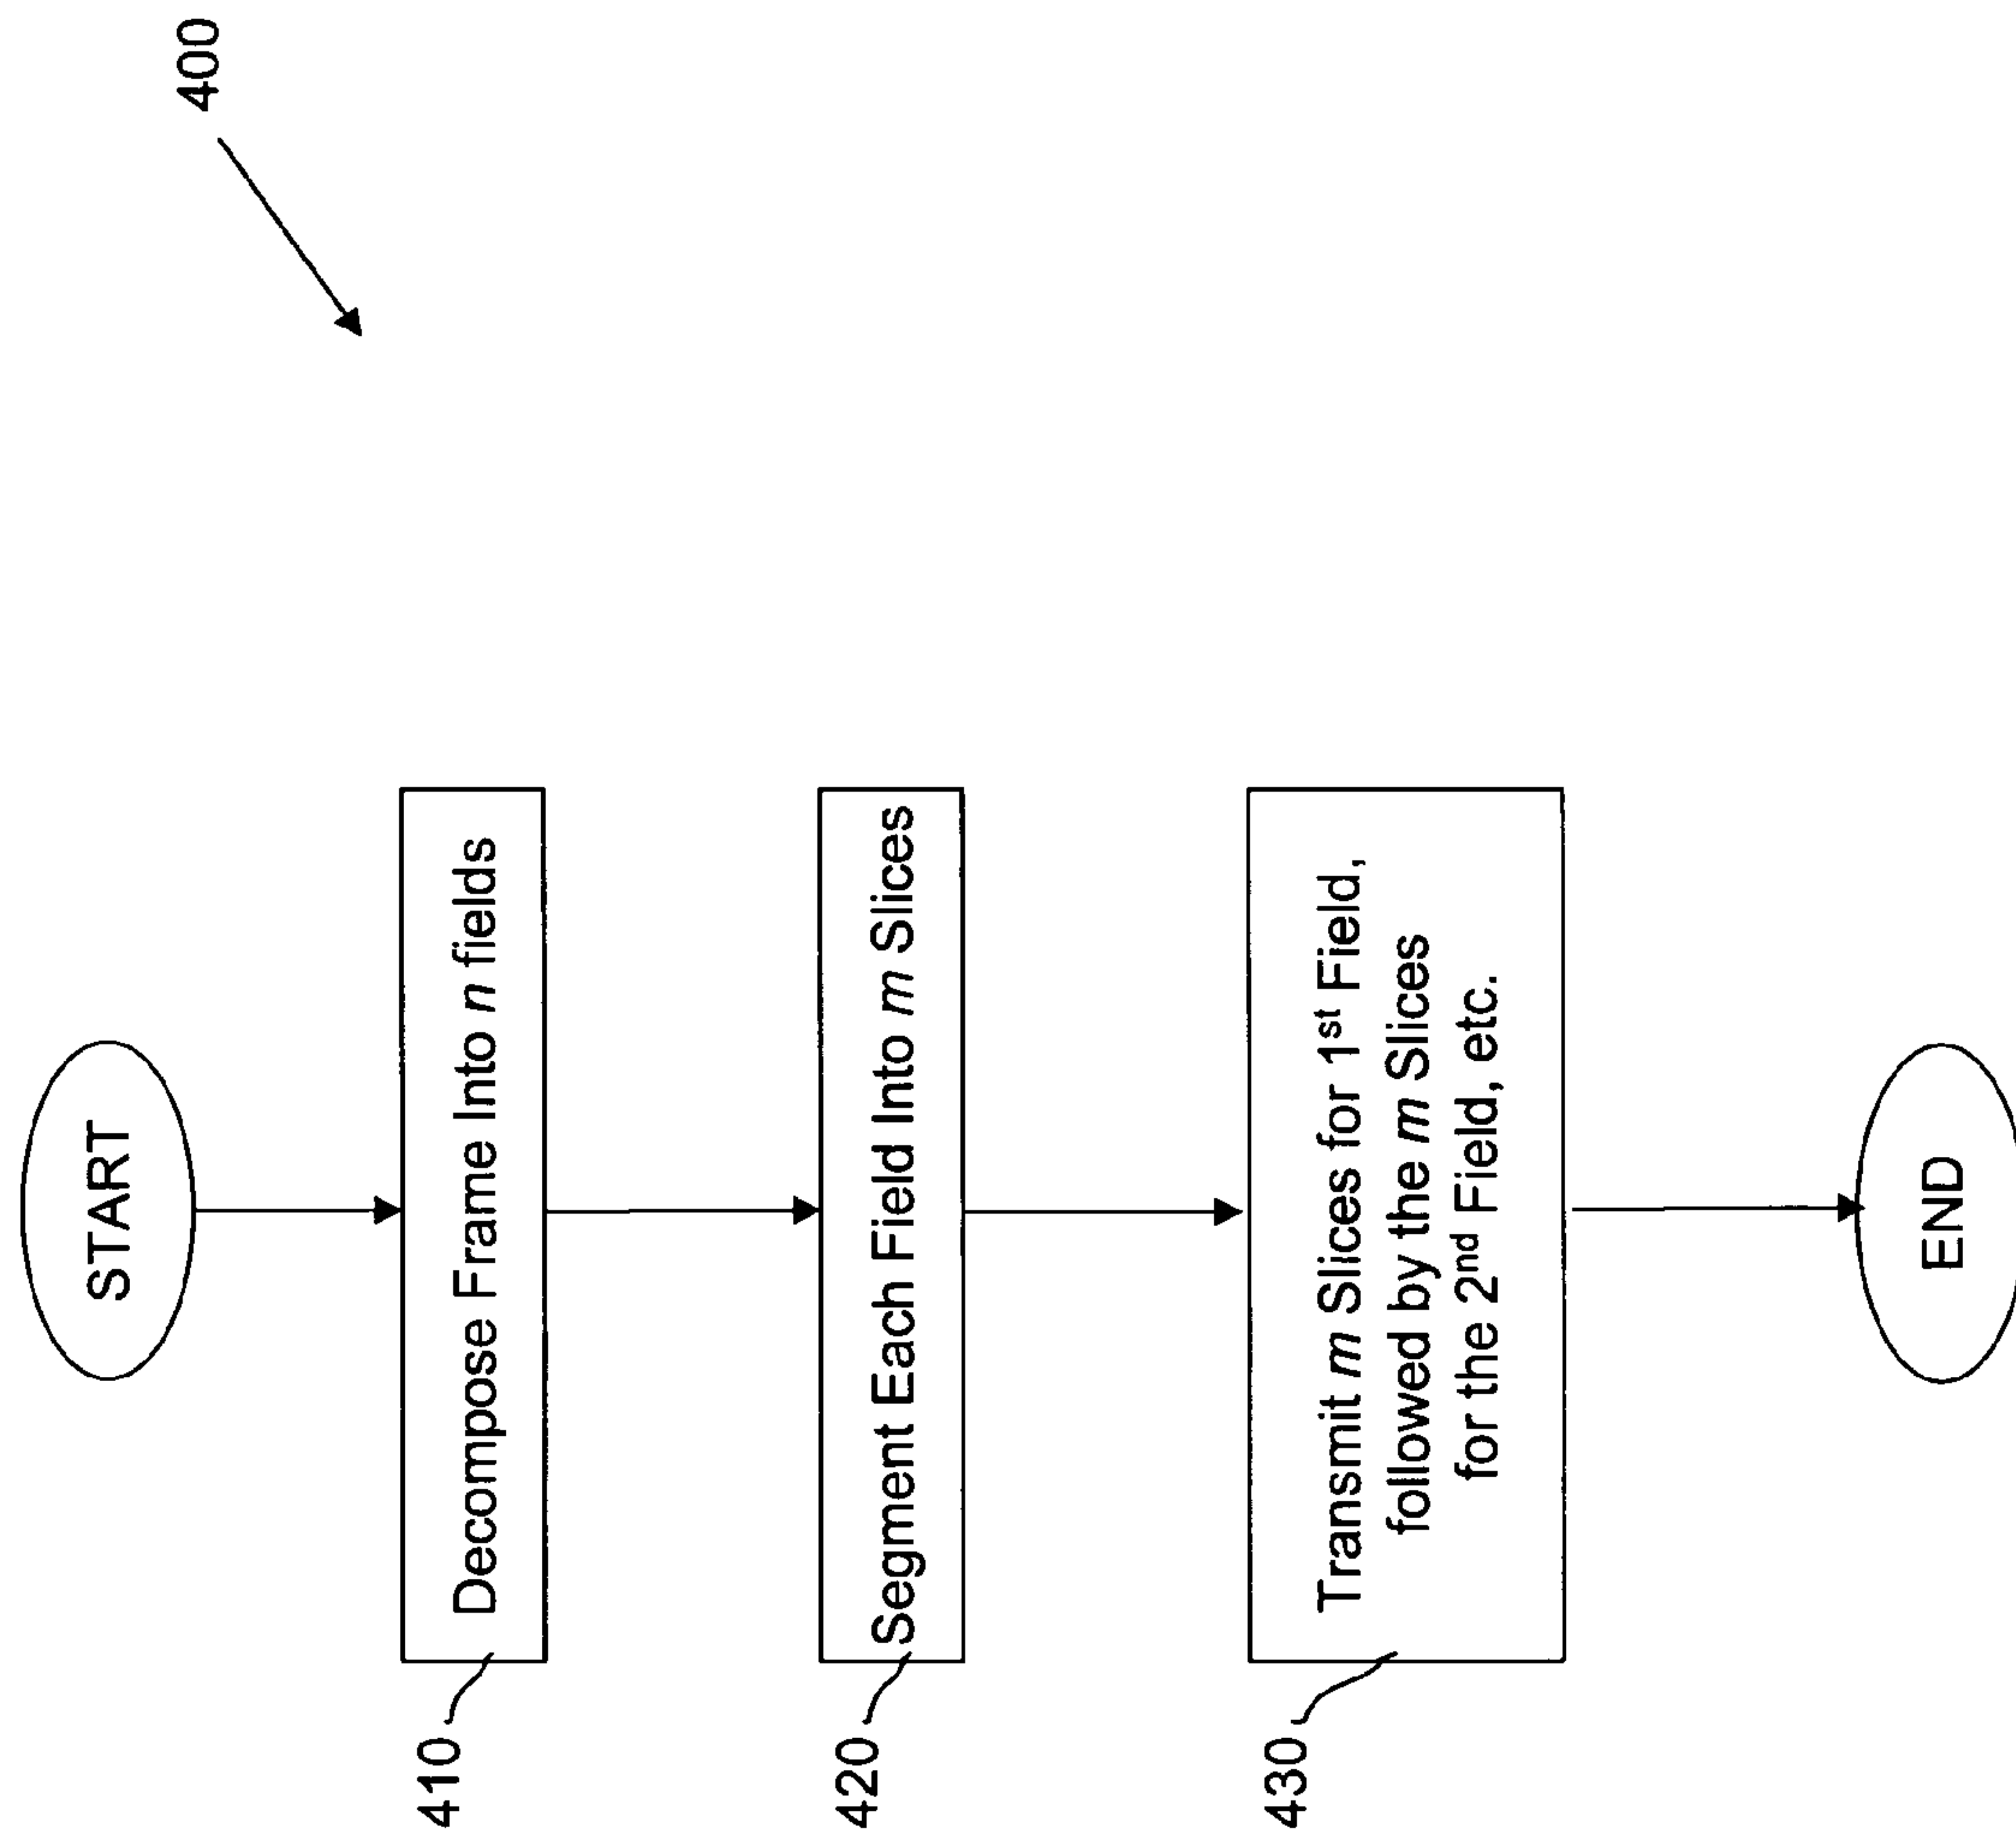 400
START
410
Decompose Frame Into n fields
420
Segment Each Field Into m Slices
430
Transmit m Slices for 1st Field,
followed by the m Slices
for the 2nd Field, etc.
END